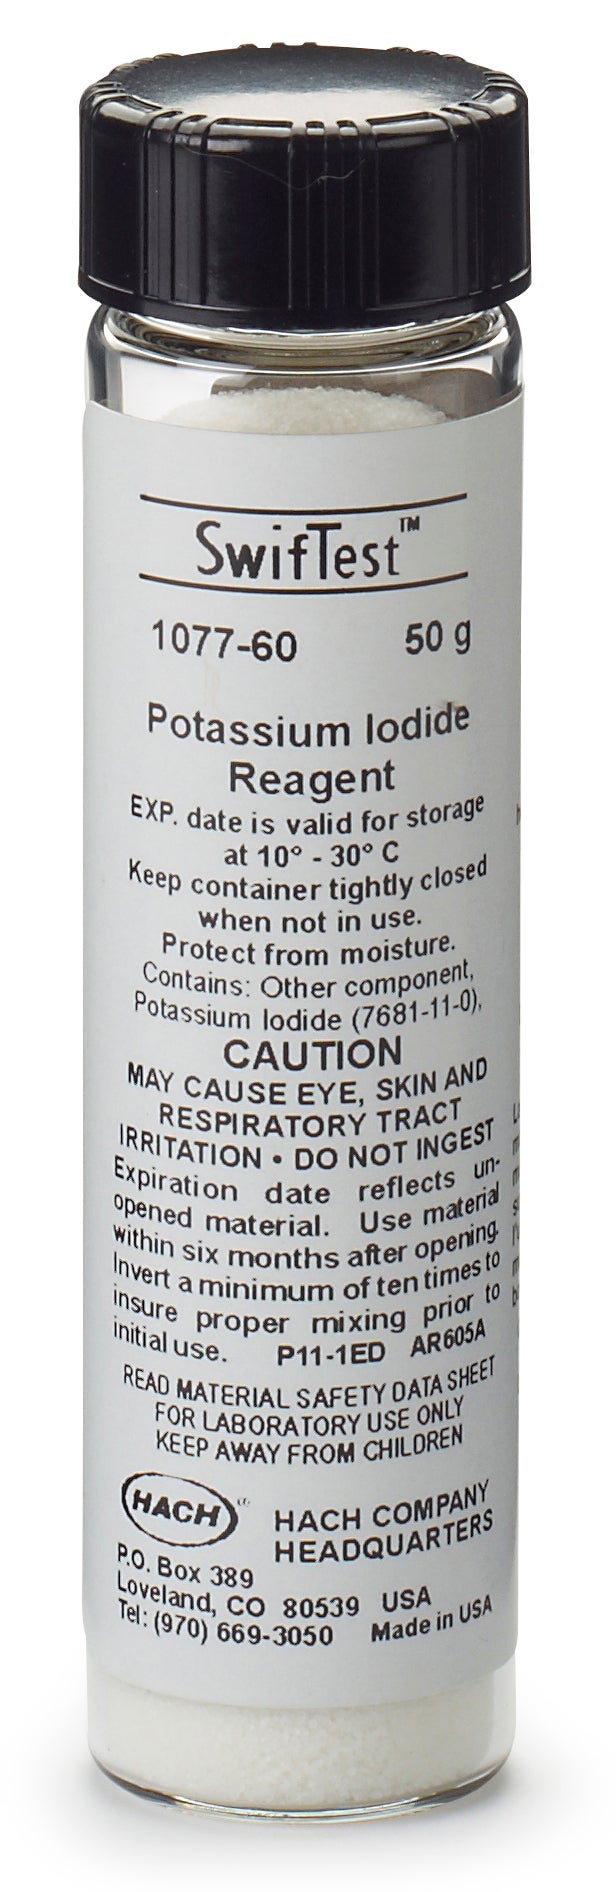 SwifTest™
1077-60 50 g
Potassium Iodide
Reagent
EXP. date is valid for storage
at 10° - 30° C
Keep container tightly closed
when not in use.
Protect from moisture.
Contains: Other component,
Potassium Iodide (7681-11-0),
CAUTION
MAY CAUSE EYE, SKIN AND
RESPIRATORY TRACT
IRRITATION • DO NOT INGEST
Expiration date reflects un-
opened material. Use material
within six months after opening.
Invert a minimum of ten times to
insure proper mixing prior to
initial use. P11-1ED AR605A
READ MATERIAL SAFETY DATA SHEET
FOR LABORATORY USE ONLY
KEEP AWAY FROM CHILDREN
HACH® HACH COMPANY
HEADQUARTERS
P.O. Box 389
Loveland, CO 80539 USA
Tel: (970) 669-3050 Made in USA